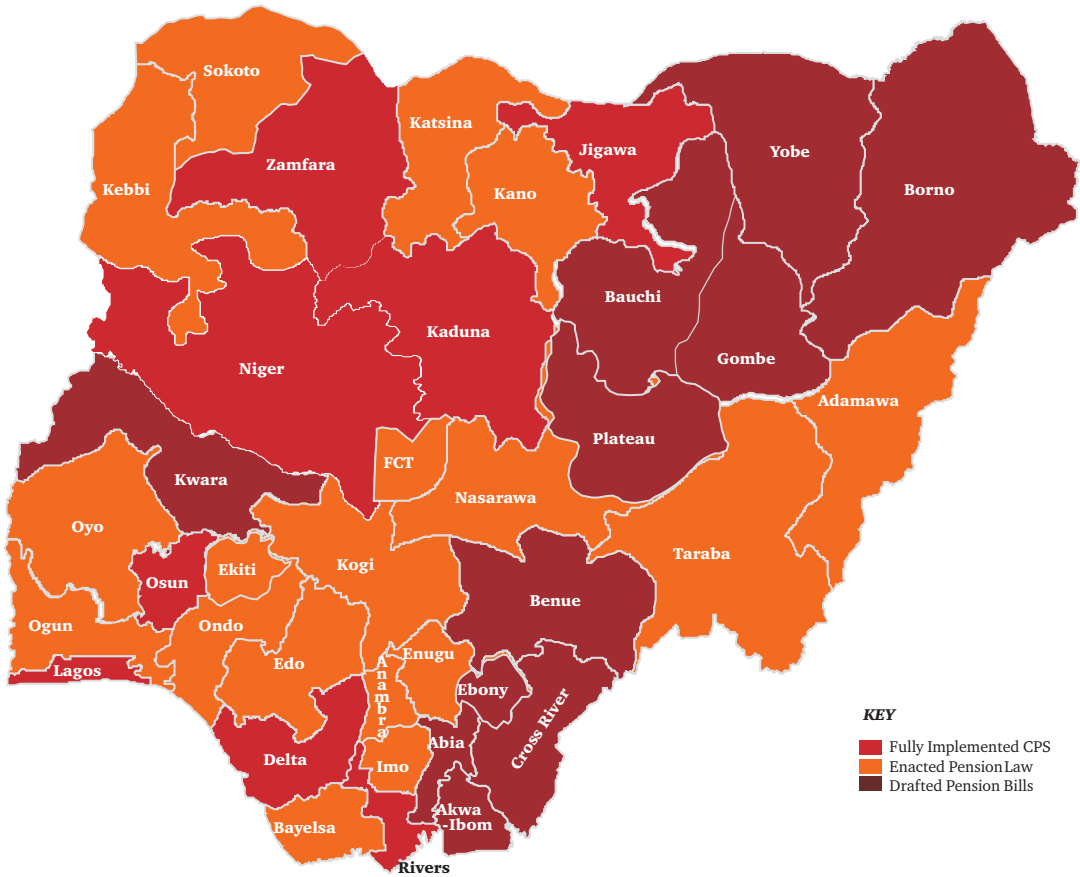 Sokoto
Katsina
Zamfara
Jigawa
Yobe
Kebbi
Kano
Borno
Bauchi
Kaduna
Niger
Gombe
Adamawa
Plateau
FCT
Kwara
Nasarawa
Oyo
Taraba
Kogi
Ekiti
Osun
Benue
Ogun
Ondo
Enugu
Edo
Anambra
Lagos
Ebony
Cross River
Abia
Delta
Imo
Akwa
-Ibom
Bayelsa
Rivers
KEY
Fully Implemented CPS
Enacted Pension Law
Drafted Pension Bills